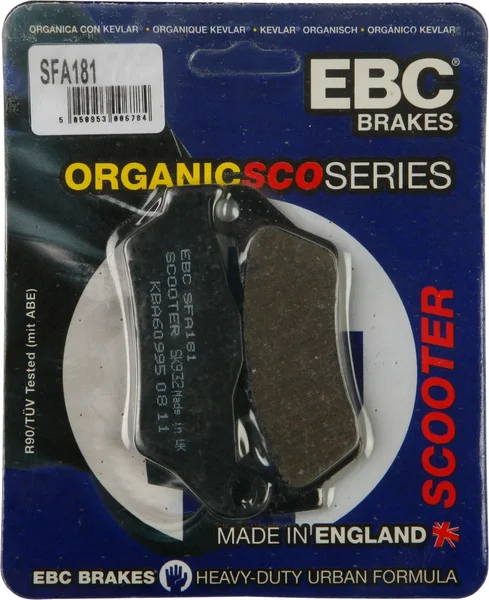 ORGANICA CON KEVLAR® • ORGANIQUE KEVLAR® • KEVLAR® ORGANISCH • ORGÁNICO KEVLAR®
SFA181
5 050953 006784
EBC®
BRAKES
ORGANICSCOSERIES
EBC SFA181
SCOOTER SK932 Made in UK
KBA60995 08 11
R90/TÜV Tested (mit ABE)
SCOOTER
MADE IN ENGLAND
EBC BRAKES HEAVY-DUTY URBAN FORMULA